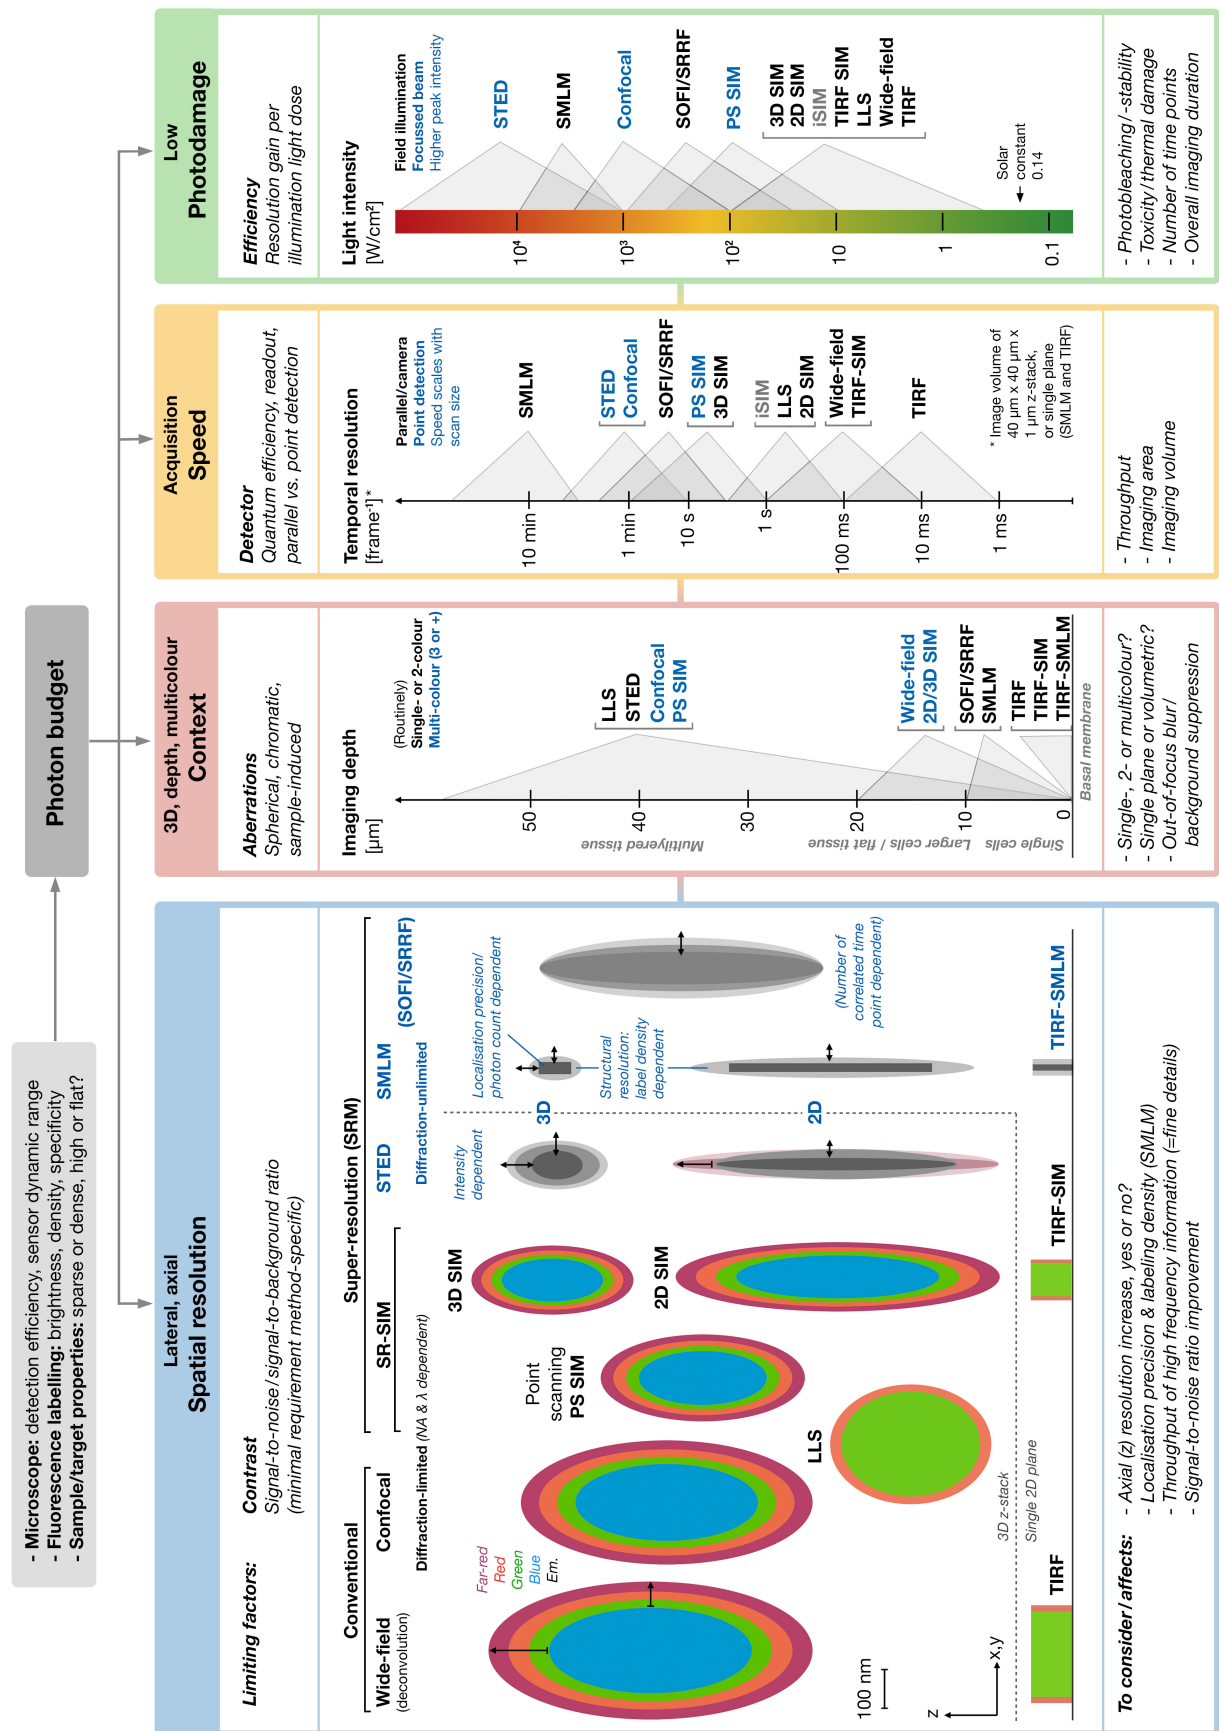 - Microscope: detection efficiency, sensor dynamic range
- Fluorescence labelling: brightness, density, specificity
- Sample/target properties: sparse or dense, high or flat?
Photon budget
Lateral, axial
Spatial resolution
Limiting factors:
Contrast
Signal-to-noise/signal-to-background ratio
(minimal requirement method-specific)
Conventional
Super-resolution (SRM)
Wide-field
(deconvolution)
Confocal
SR-SIM
STED
SMLM
(SOFI/SRRF)
Diffraction-limited (NA & λ dependent)
Diffraction-unlimited
Far-red
Red
Green
Blue
Em.
Point
scanning
PS SIM
3D SIM
2D SIM
Intensity
dependent
Localisation precision/
photon count dependent
3D
Structural
resolution:
label density
dependent
2D
(Number of
correlated time
point dependent)
LLS
100 nm
z
x,y
3D z-stack
Single 2D plane
TIRF
TIRF-SIM
TIRF-SMLM
To consider/affects:
- Axial (z) resolution increase, yes or no?
- Localisation precision & labeling density (SMLM)
- Throughput of high frequency information (=fine details)
- Signal-to-noise ratio improvement
3D, depth, multicolour
Context
Aberrations
Spherical, chromatic,
sample-induced
Imaging depth
[µm]
(Routinely)
Single- or 2-colour
Multi-colour (3 or +)
50
40
30
20
10
0
Multilyered tissue
Larger cells / flat tissue
Single cells
LLS
STED
Confocal
PS SIM
Wide-field
2D/3D SIM
SOFI/SRRF
SMLM
TIRF
TIRF-SIM
TIRF-SMLM
Basal membrane
- Single-, 2- or multicolour?
- Single plane or volumetric?
- Out-of-focus blur/
background suppression
Acquisition
Speed
Detector
Quantum efficiency, readout,
parallel vs. point detection
Temporal resolution
[frame⁻¹]*
Parallel/camera
Point detection
Speed scales with
scan size
10 min
1 min
10 s
1 s
100 ms
10 ms
1 ms
SMLM
STED
Confocal
SOFI/SRRF
PS SIM
3D SIM
iSIM
LLS
2D SIM
Wide-field
TIRF-SIM
TIRF
* Image volume of
40 µm x 40 µm x
1 µm z-stack,
or single plane
(SMLM and TIRF)
- Throughput
- Imaging area
- Imaging volume
Low
Photodamage
Efficiency
Resolution gain per
illumination light dose
Light intensity
[W/cm²]
Field illumination
Focussed beam
Higher peak intensity
10⁴
10³
10²
10
1
0.1
STED
SMLM
Confocal
SOFI/SRRF
PS SIM
3D SIM
2D SIM
iSIM
TIRF SIM
LLS
Wide-field
TIRF
Solar
constant
0.14
- Photobleaching/-stability
- Toxicity/thermal damage
- Number of time points
- Overall imaging duration